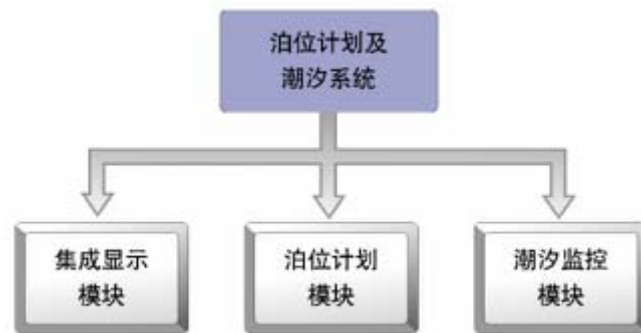 泊位计划及
潮汐系统
集成显示
模块
泊位计划
模块
潮汐监控
模块